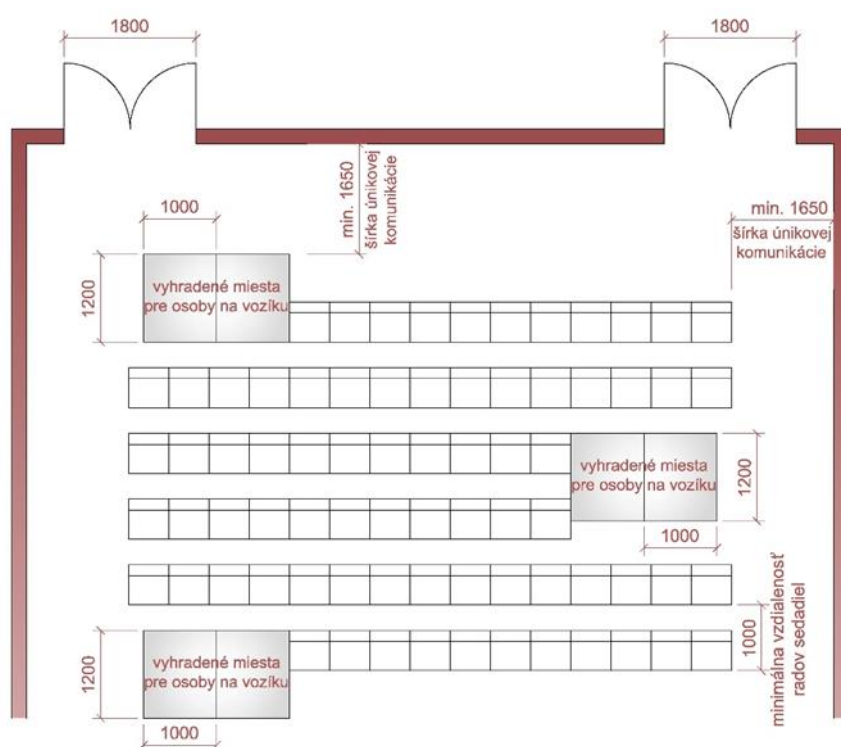 1800
1800
min. 1650
šírka únikovej
komunikácie
1000
min. 1650
šírka únikovej
komunikácie
1200
vyhradené miesta
pre osoby na vozíku
vyhradené miesta
pre osoby na vozíku
1200
1000
minimálna vzdialenosť
radov sedadiel
1000
1200
vyhradené miesta
pre osoby na vozíku
1000